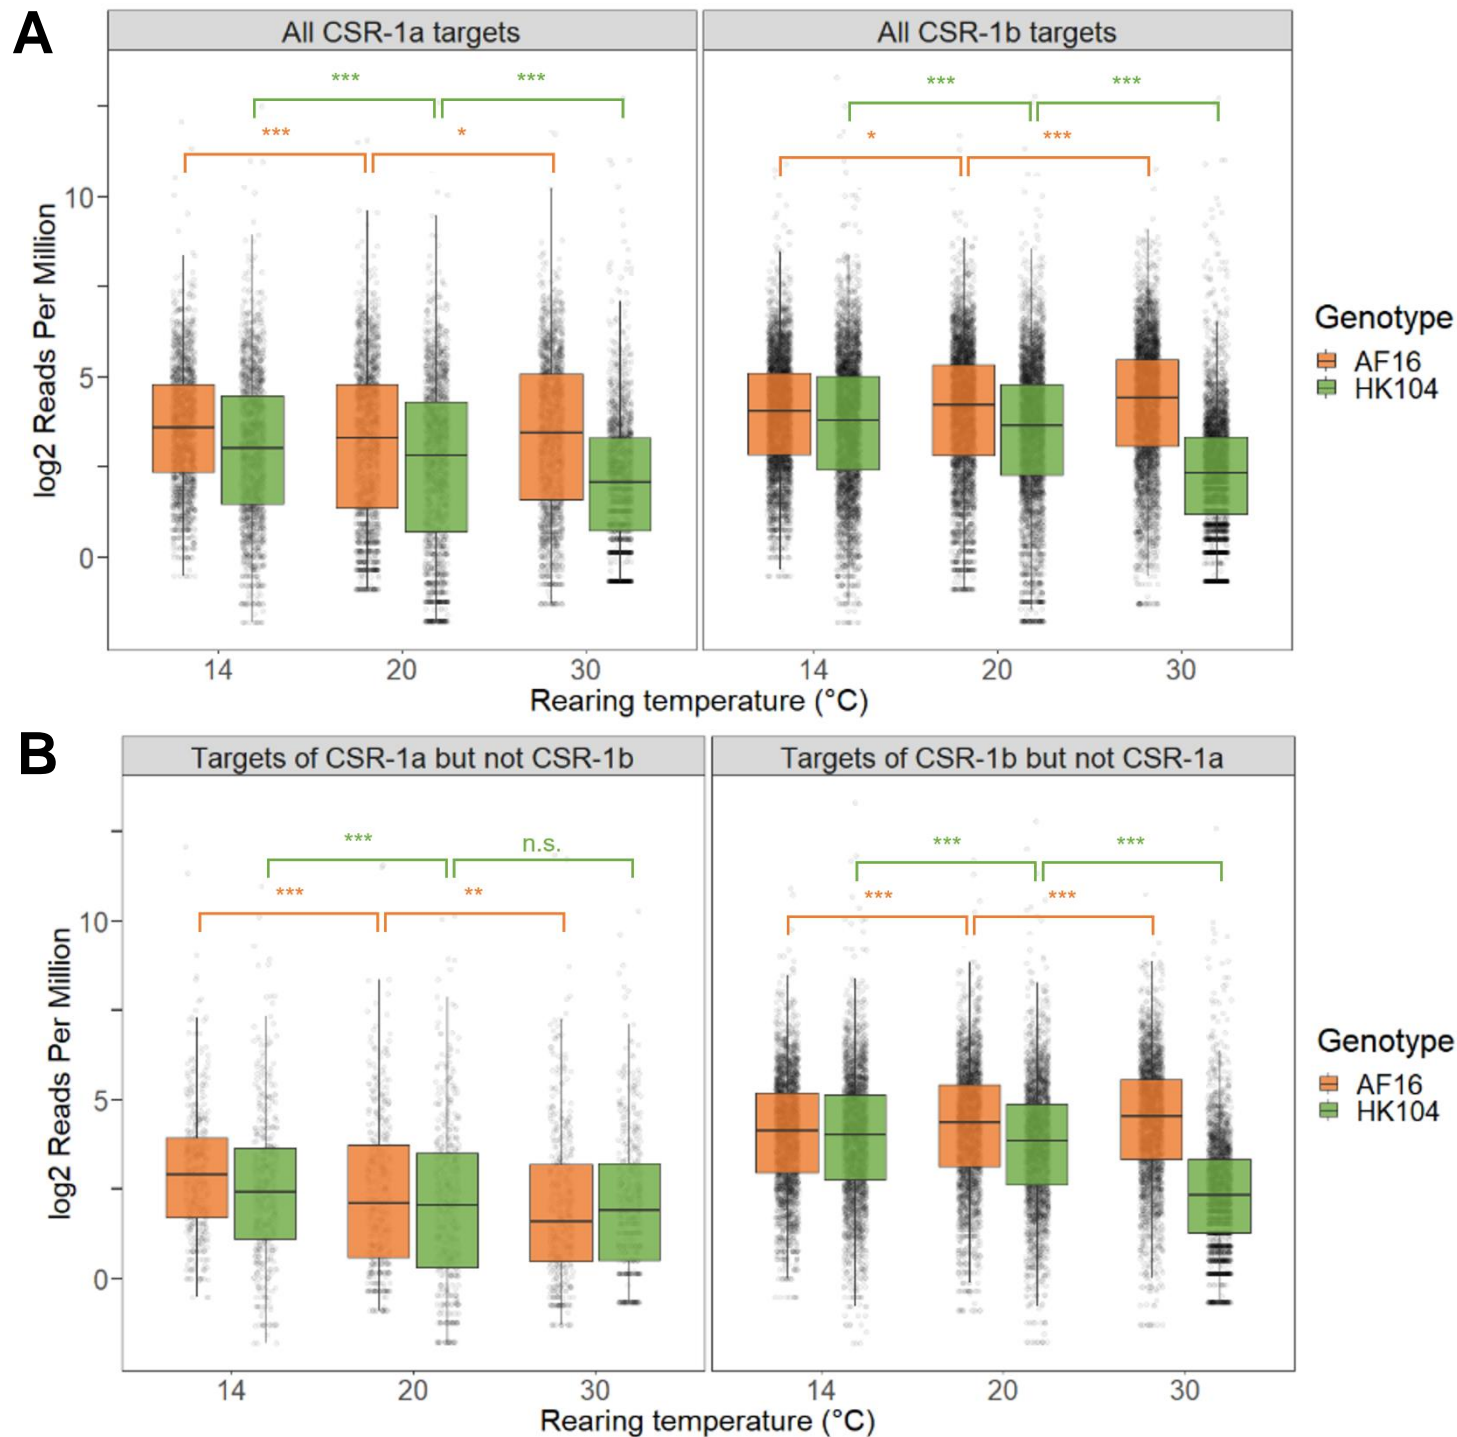 A
All CSR-1a targets
All CSR-1b targets
*** ***
*** ***
*** *
* ***
10
5
0
log2 Reads Per Million
14 20 30
14 20 30
Rearing temperature (°C)
Genotype
AF16
HK104
B
Targets of CSR-1a but not CSR-1b
Targets of CSR-1b but not CSR-1a
*** n.s.
*** ***
*** **
*** ***
10
5
0
log2 Reads Per Million
14 20 30
14 20 30
Rearing temperature (°C)
Genotype
AF16
HK104